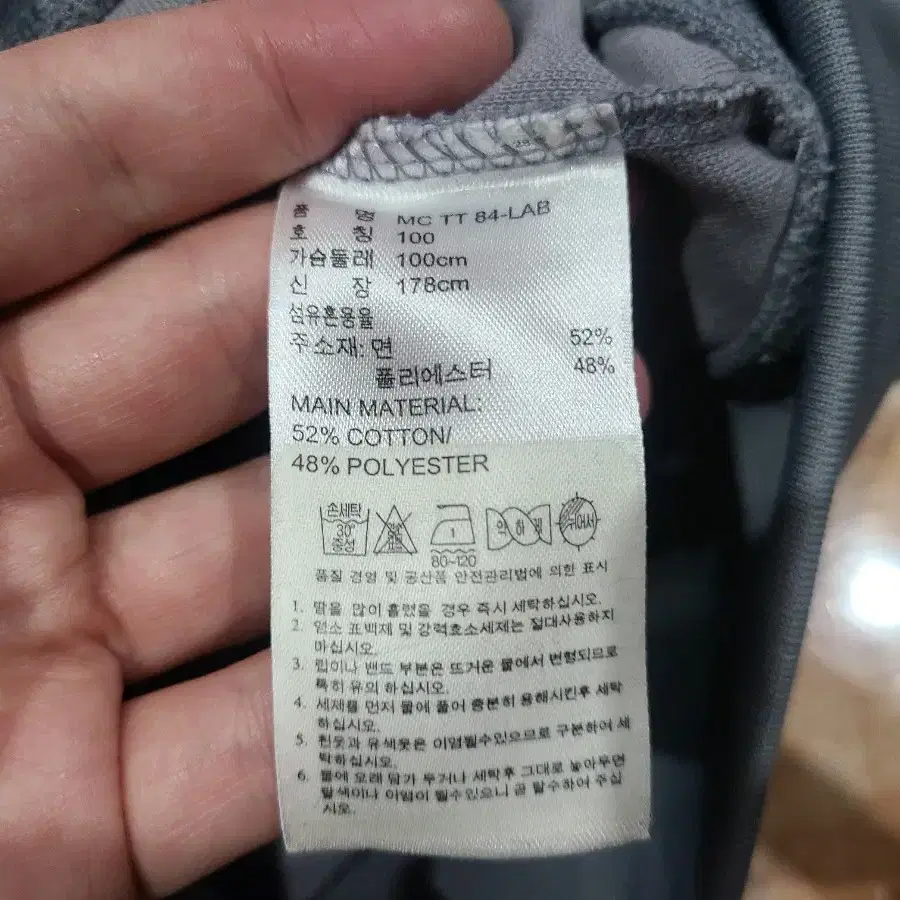 품 명 MC TT 84-LAB
호 칭 100
가슴둘레 100cm
신 장 178cm
섬유혼용율
주소재: 면 52%
폴리에스터 48%
MAIN MATERIAL:
52% COTTON/
48% POLYESTER
손세탁 30° 중성 1 약하게 뉘어서
80~120
품질 경영 및 공산품 안전관리법에 의한 표시
1. 땀을 많이 흘렸을 경우 즉시 세탁하십시오.
2. 염소 표백제 및 강력효소세제는 절대사용하지
마십시오.
3. 립이나 밴드 부분은 뜨거운 물에서 변형되므로
특히 유의 하십시오.
4. 세제를 먼저 물에 풀어 충분히 용해시킨후 세탁
하십시오.
5. 흰옷과 유색옷은 이염될수있으므로 구분하여 세
탁하십시오.
6. 물에 오래 담가 두거나 세탁후 그대로 놓아두면
탈색이나 이염이 될수있으니 곧 탈수하여 주십
시오.